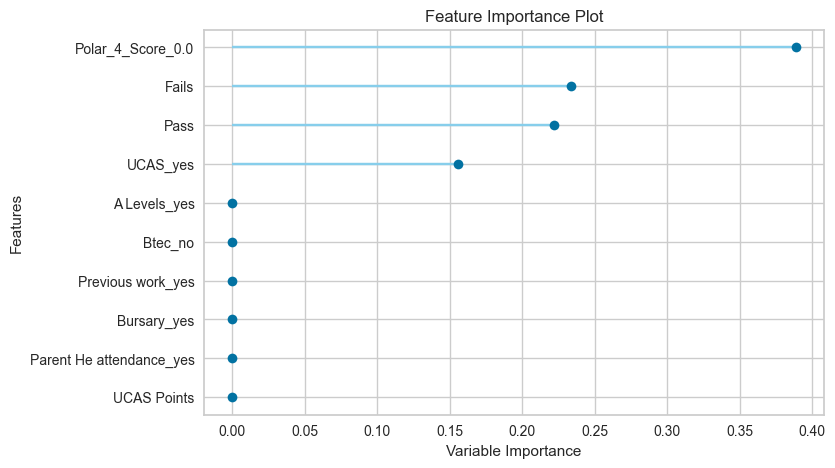 Feature Importance Plot
Polar_4_Score_0.0
Fails
Pass
UCAS_yes
A Levels_yes
Btec_no
Previous work_yes
Bursary_yes
Parent He attendance_yes
UCAS Points
Features
0.00 0.05 0.10 0.15 0.20 0.25 0.30 0.35 0.40
Variable Importance